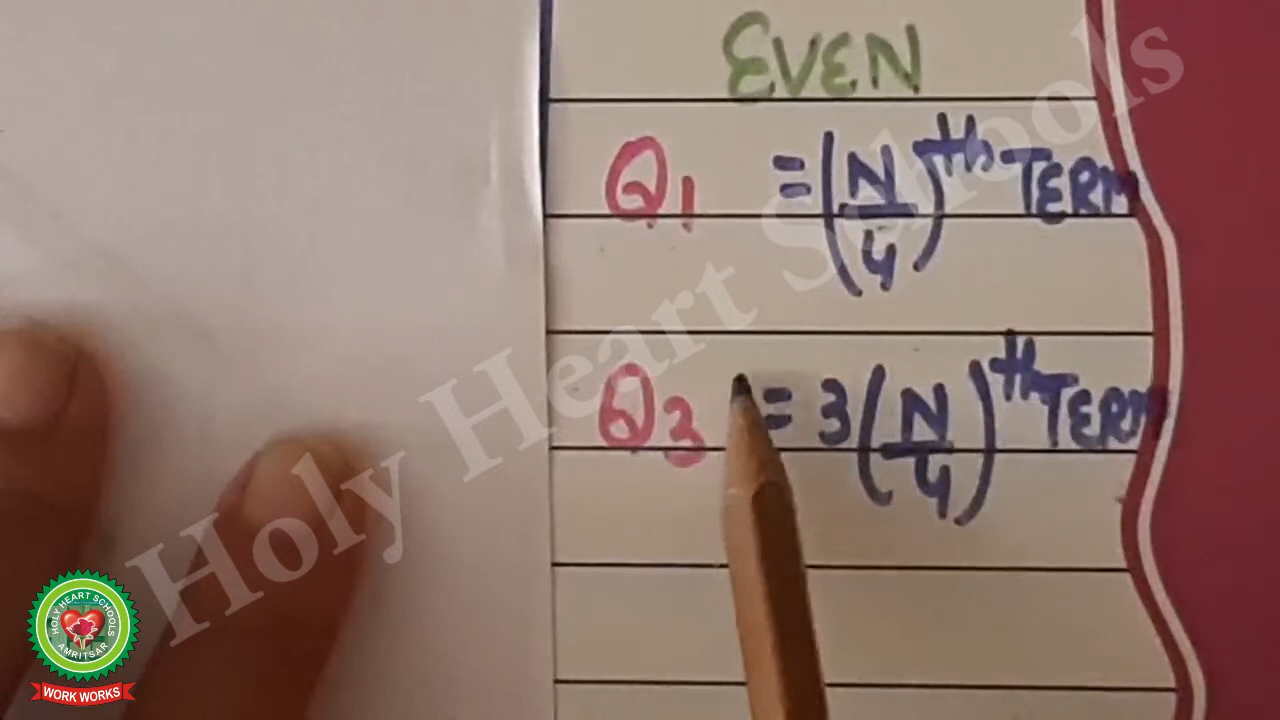 EVEN
Q1 = (N/4)th TERM
Q3 = 3(N/4)th TERM
Holy Heart Schools
HOLY HEART SCHOOLS
AMRITSAR
WORK WORKS